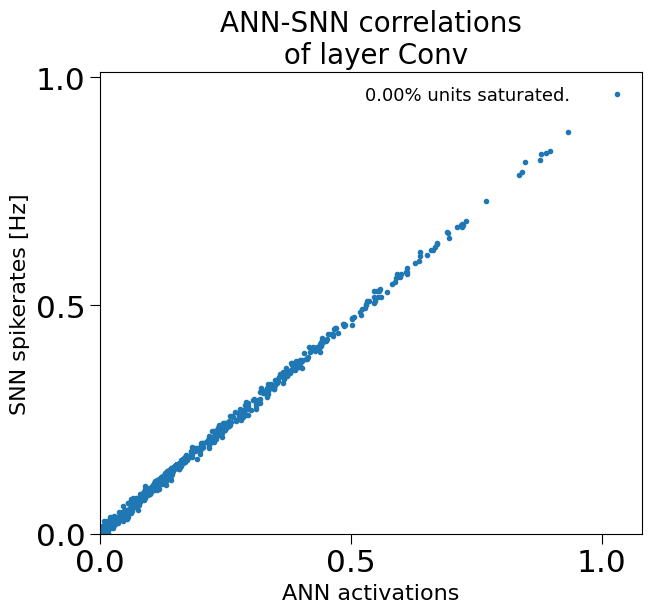 ANN-SNN correlations
of layer Conv
0.00% units saturated.
SNN spikerates [Hz]
1.0
0.5
0.0
0.0
0.5
1.0
ANN activations